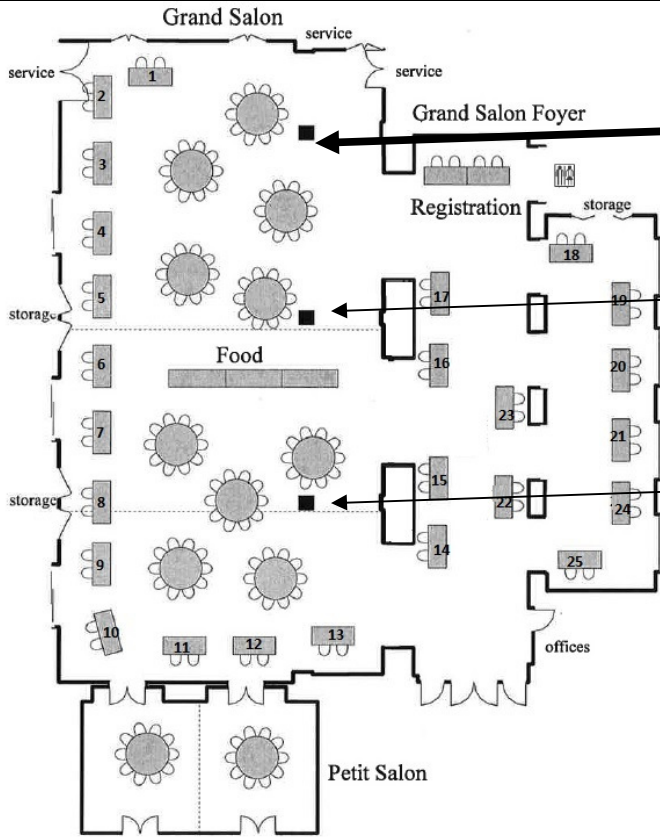 Grand Salon
service
service
service
1
2
Grand Salon Foyer
3
Registration
storage
4
18
5
17
19
storage
6
Food
16
20
7
23
21
15
storage
8
22
24
9
14
25
10
11
12
13
offices
Petit Salon